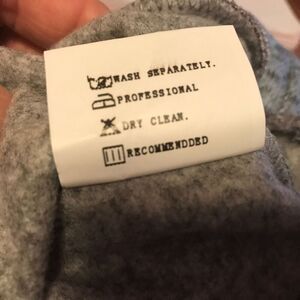 WASH SEPARATELY.
PROFESSIONAL
DRY CLEAN.
RECOMMENDDED